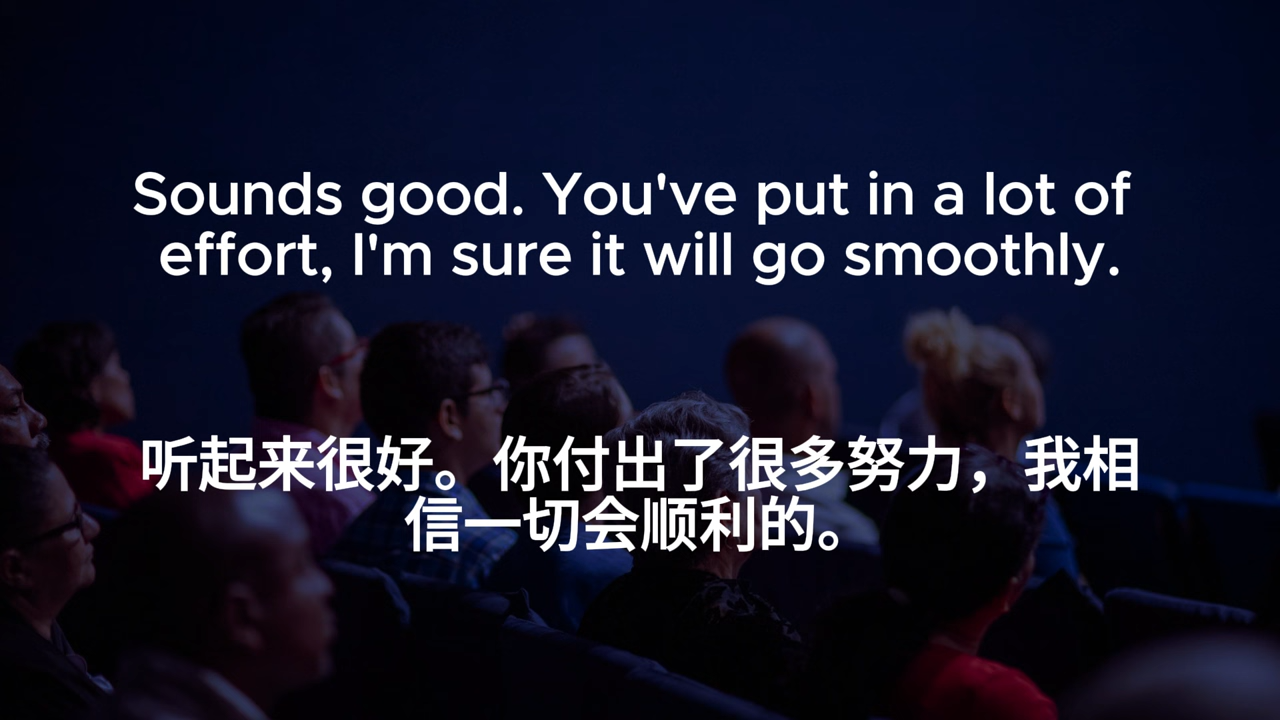 Sounds good. You've put in a lot of
effort, I'm sure it will go smoothly.
听起来很好。你付出了很多努力，我相
信一切会顺利的。